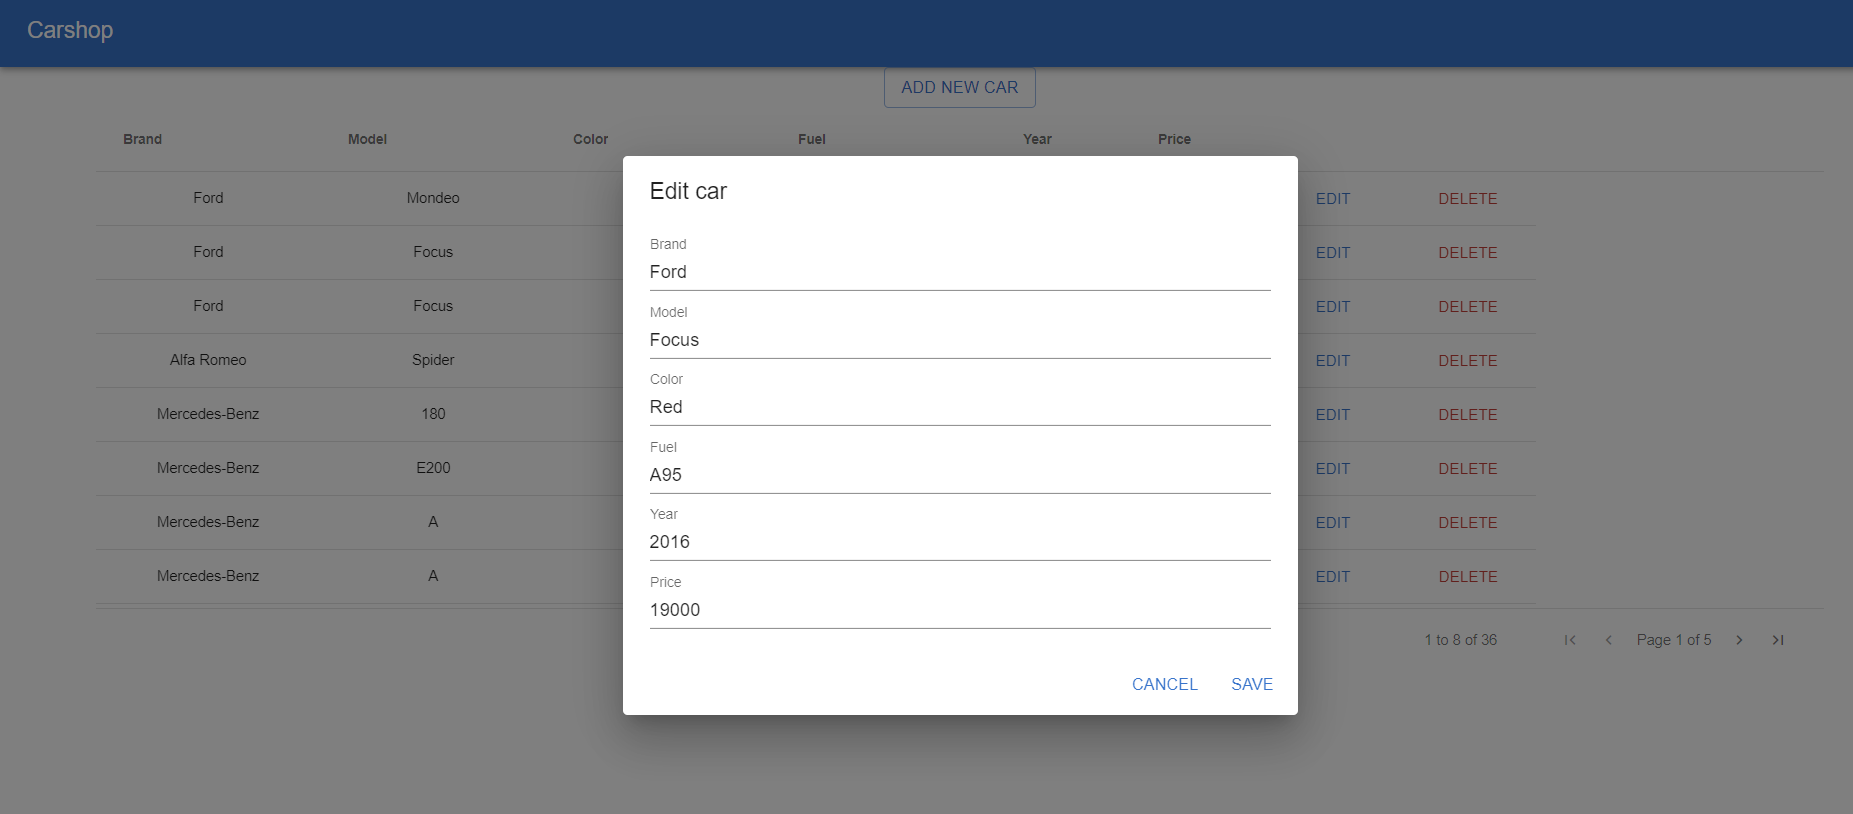 Carshop
ADD NEW CAR
Brand Model Color Fuel Year Price
Ford Mondeo EDIT DELETE
Ford Focus EDIT DELETE
Ford Focus EDIT DELETE
Alfa Romeo Spider EDIT DELETE
Mercedes-Benz 180 EDIT DELETE
Mercedes-Benz E200 EDIT DELETE
Mercedes-Benz A EDIT DELETE
Mercedes-Benz A EDIT DELETE
1 to 8 of 36 Page 1 of 5
Edit car
Brand
Ford
Model
Focus
Color
Red
Fuel
A95
Year
2016
Price
19000
CANCEL SAVE